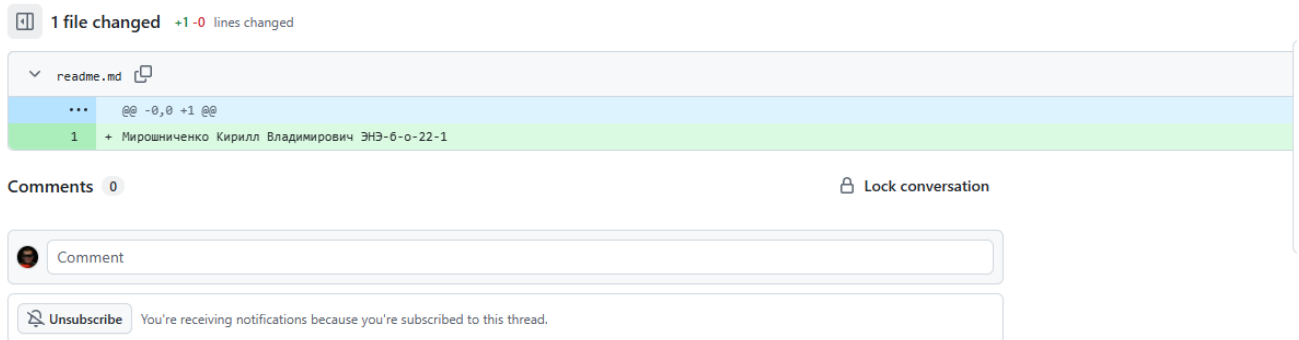 1 file changed +1 -0 lines changed
readme.md
... @@ -0,0 +1 @@
1 + Мирошниченко Кирилл Владимирович ЭНЭ-б-о-22-1
Comments 0 Lock conversation
Comment
Unsubscribe You're receiving notifications because you're subscribed to this thread.